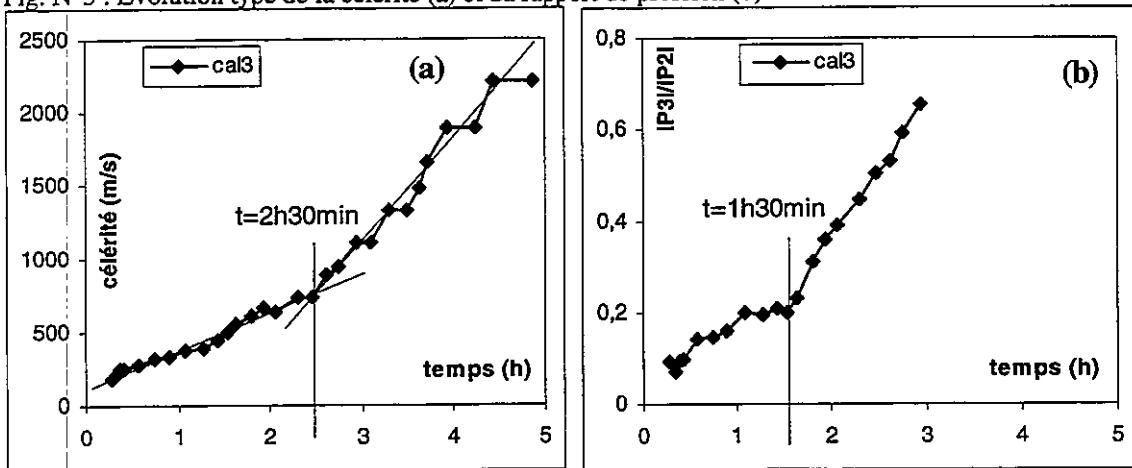 Fig. N°3 : Evolution type de la célérité (a) et du rapport de pression (b)
2500
2000
1500
1000
500
0
célérité (m/s)
cal3
(a)
t=2h30min
temps (h)
0 1 2 3 4 5
0,8
0,6
0,4
0,2
0
|P3|/|P2|
cal3
(b)
t=1h30min
temps (h)
0 1 2 3 4 5